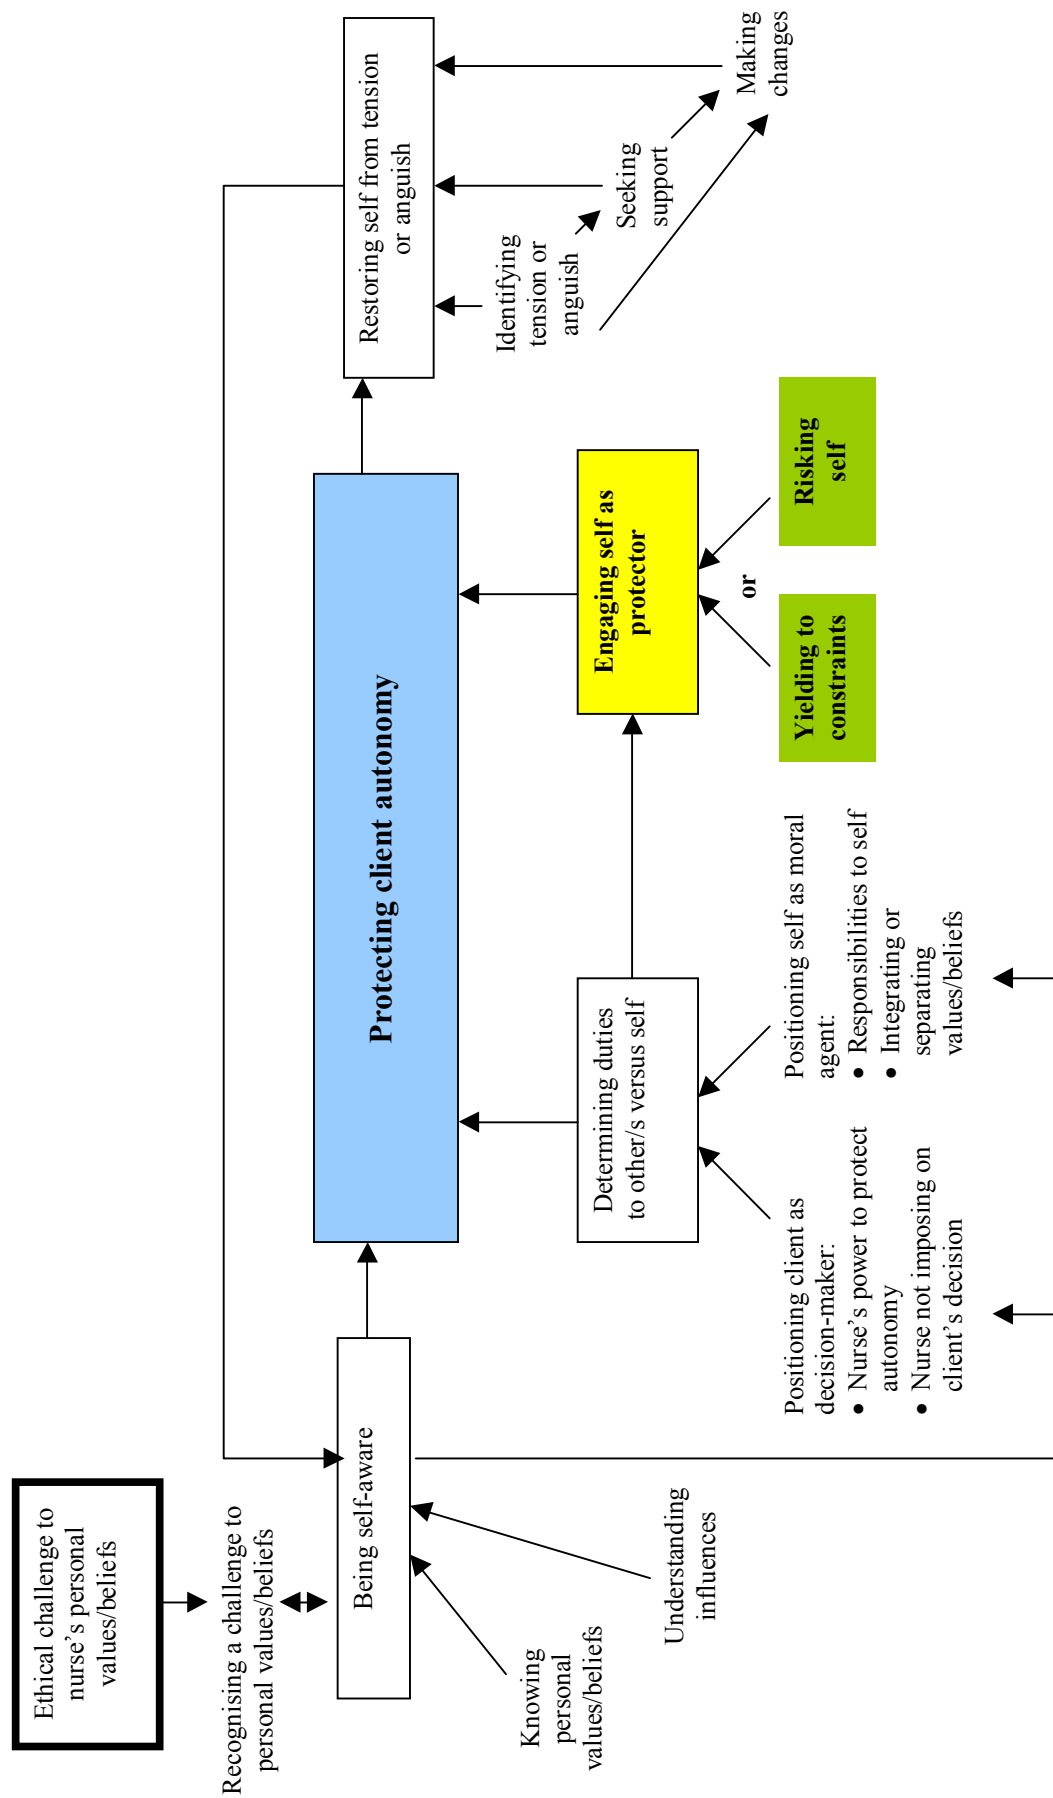 Ethical challenge to
nurse’s personal
values/beliefs
Recognising a challenge to
personal values/beliefs
Being self-aware
Knowing
personal
values/beliefs
Understanding
influences
Protecting client autonomy
Determining duties
to other/s versus self
Positioning client as
decision-maker:
• Nurse’s power to protect
autonomy
• Nurse not imposing on
client’s decision
Positioning self as moral
agent:
• Responsibilities to self
• Integrating or
separating
values/beliefs
Engaging self as
protector
Yielding to
constraints
or
Risking
self
Restoring self from tension
or anguish
Identifying
tension or
anguish
Seeking
support
Making
changes